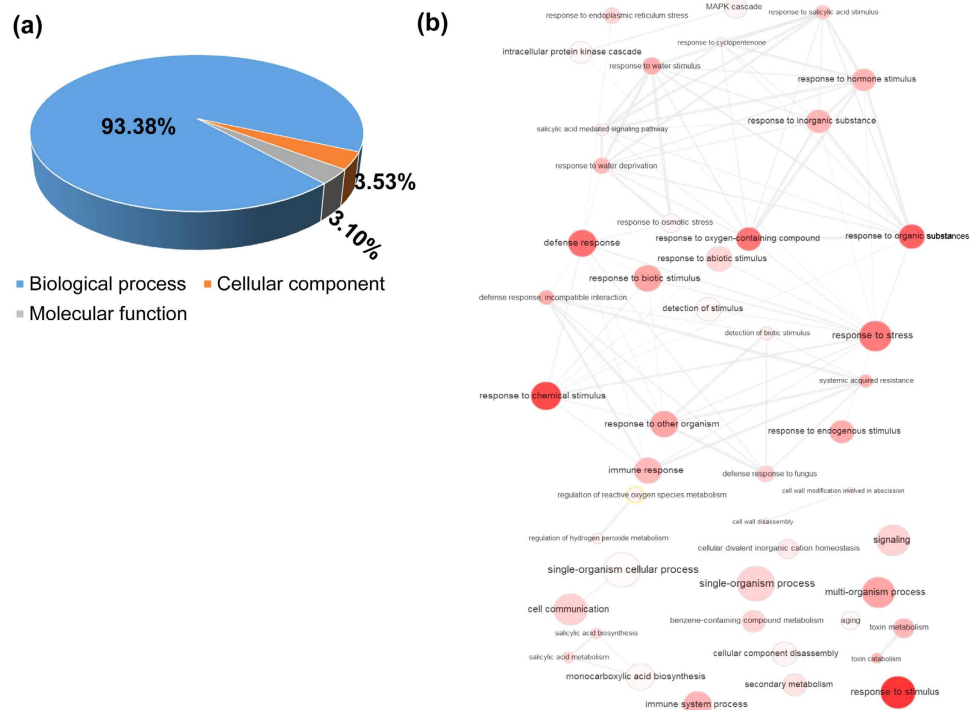 (a)
93.38%
3.53%
3.10%
Biological process
Cellular component
Molecular function
(b)
MAPK cascade
response to endoplasmic reticulum stress
response to salicylic acid stimulus
intracellular protein kinase cascade
response to cyclopentenone
response to water stimulus
response to hormone stimulus
response to inorganic substance
salicylic acid mediated signaling pathway
response to water deprivation
response to osmotic stress
defense response
response to oxygen-containing compound
response to organic substances
response to abiotic stimulus
response to biotic stimulus
defense response, incompatible interaction
detection of stimulus
detection of biotic stimulus
response to stress
systemic acquired resistance
response to chemical stimulus
response to other organism
response to endogenous stimulus
immune response
defense response to fungus
regulation of reactive oxygen species metabolism
cell wall modification involved in abscission
cell wall disassembly
regulation of hydrogen peroxide metabolism
signaling
cellular divalent inorganic cation homeostasis
single-organism cellular process
single-organism process
multi-organism process
cell communication
benzene-containing compound metabolism
aging
toxin metabolism
salicylic acid biosynthesis
salicylic acid metabolism
cellular component disassembly
toxin catabolism
monocarboxylic acid biosynthesis
secondary metabolism
response to stimulus
immune system process